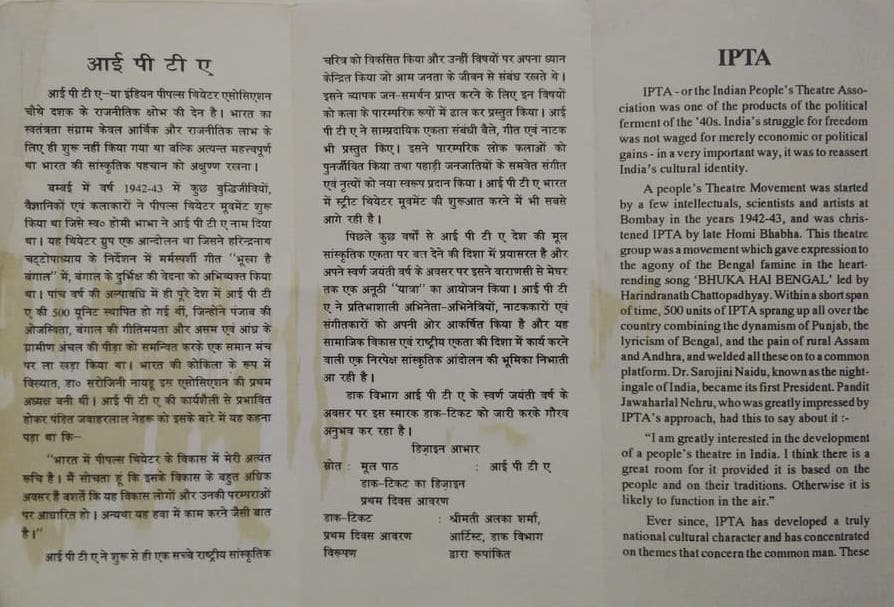 आई पी टी ए
आई पी टी ए—या इंडियन पीपल्स थियेटर एसोसिएशन
चौथे दशक के राजनीतिक क्षोभ की देन है। भारत का
स्वतंत्रता संग्राम केवल आर्थिक और राजनीतिक लाभ के
लिए ही शुरू नहीं किया गया था बल्कि अत्यन्त महत्वपूर्ण
था भारत की सांस्कृतिक पहचान को अक्षुण्ण रखना।
बम्बई में वर्ष 1942-43 में कुछ बुद्धिजीवियों,
वैज्ञानिकों एवं कलाकारों ने पीपल्स थियेटर मूवमेंट शुरू
किया था जिसे स्व० होमी भाभा ने आई पी टी ए नाम दिया
था। यह थियेटर ग्रुप एक आन्दोलन था जिसने हरिन्द्रनाथ
चट्टोपाध्याय के निर्देशन में मर्मस्पर्शी गीत "भूखा है
बंगाल" में, बंगाल के दुर्भिक्ष की वेदना को अभिव्यक्त किया
था। पांच वर्ष की अल्पावधि में ही पूरे देश में आई पी टी
ए की 500 यूनिट स्थापित हो गई थीं, जिन्होंने पंजाब की
ओजस्विता, बंगाल की गीतिमयता और असम एवं आंध्र के
ग्रामीण अंचल की पीड़ा को समन्वित करके एक समान मंच
पर ला खड़ा किया था। भारत की कोकिला के रूप में
विख्यात, डा० सरोजिनी नायडू इस एसोसिएशन की प्रथम
अध्यक्ष बनी थीं। आई पी टी ए की कार्यशैली से प्रभावित
होकर पंडित जवाहरलाल नेहरू को इसके बारे में यह कहना
पड़ा था कि—
"भारत में पीपल्स थियेटर के विकास में मेरी अत्यंत
रूचि है। मैं सोचता हूं कि इसके विकास के बहुत अधिक
अवसर हैं बशर्ते कि यह विकास लोगों और उनकी परम्पराओं
पर आधारित हो। अन्यथा यह हवा में काम करने जैसी बात
है।"
आई पी टी ए ने शुरू से ही एक सच्चे राष्ट्रीय सांस्कृतिक
चरित्र को विकसित किया और उन्हीं विषयों पर अपना ध्यान
केन्द्रित किया जो आम जनता के जीवन से संबंध रखते थे।
इसने व्यापक जन-समर्थन प्राप्त करने के लिए इन विषयों
को कला के पारम्परिक रूपों में ढाल कर प्रस्तुत किया। आई
पी टी ए ने साम्प्रदायिक एकता संबंधी बैले, गीत एवं नाटक
भी प्रस्तुत किए। इसने पारम्परिक लोक कलाओं को
पुनर्जीवित किया तथा पहाड़ी जनजातियों के समवेत संगीत
एवं नृत्यों को नया स्वरूप प्रदान किया। आई पी टी ए भारत
में स्ट्रीट थियेटर मूवमेंट की शुरूआत करने में भी सबसे
आगे रही है।
पिछले कुछ वर्षों से आई पी टी ए देश की मूल
सांस्कृतिक एकता पर बल देने की दिशा में प्रयासरत है और
अपने स्वर्ण जयंती वर्ष के अवसर पर इसने वाराणसी से मेघर
तक एक अनूठी "यात्रा" का आयोजन किया। आई पी टी
ए ने प्रतिभाशाली अभिनेता-अभिनेत्रियों, नाटककारों एवं
संगीतकारों को अपनी ओर आकर्षित किया है और यह
सामाजिक विकास एवं राष्ट्रीय एकता की दिशा में कार्य करने
वाली एक निरपेक्ष सांस्कृतिक आंदोलन की भूमिका निभाती
आ रही है।
डाक विभाग आई पी टी ए के स्वर्ण जयंती वर्ष के
अवसर पर इस स्मारक डाक-टिकट को जारी करके गौरव
अनुभव कर रहा है।
डिज़ाइन आभार
स्रोत : मूल पाठ : आई पी टी ए
डाक-टिकट का डिज़ाइन
प्रथम दिवस आवरण
डाक-टिकट : श्रीमती अलका शर्मा,
प्रथम दिवस आवरण आर्टिस्ट, डाक विभाग
विरूपण द्वारा रूपांकित
IPTA
IPTA - or the Indian People's Theatre Asso-
ciation was one of the products of the political
ferment of the '40s. India's struggle for freedom
was not waged for merely economic or political
gains - in a very important way, it was to reassert
India's cultural identity.
A people's Theatre Movement was started
by a few intellectuals, scientists and artists at
Bombay in the years 1942-43, and was chris-
tened IPTA by late Homi Bhabha. This theatre
group was a movement which gave expression to
the agony of the Bengal famine in the heart-
rending song 'BHUKA HAI BENGAL' led by
Harindranath Chattopadhyay. Within a short span
of time, 500 units of IPTA sprang up all over the
country combining the dynamism of Punjab, the
lyricism of Bengal, and the pain of rural Assam
and Andhra, and welded all these on to a common
platform. Dr. Sarojini Naidu, known as the night-
ingale of India, became its first President. Pandit
Jawaharlal Nehru, who was greatly impressed by
IPTA's approach, had this to say about it :-
"I am greatly interested in the development
of a people's theatre in India. I think there is a
great room for it provided it is based on the
people and on their traditions. Otherwise it is
likely to function in the air."
Ever since, IPTA has developed a truly
national cultural character and has concentrated
on themes that concern the common man. These